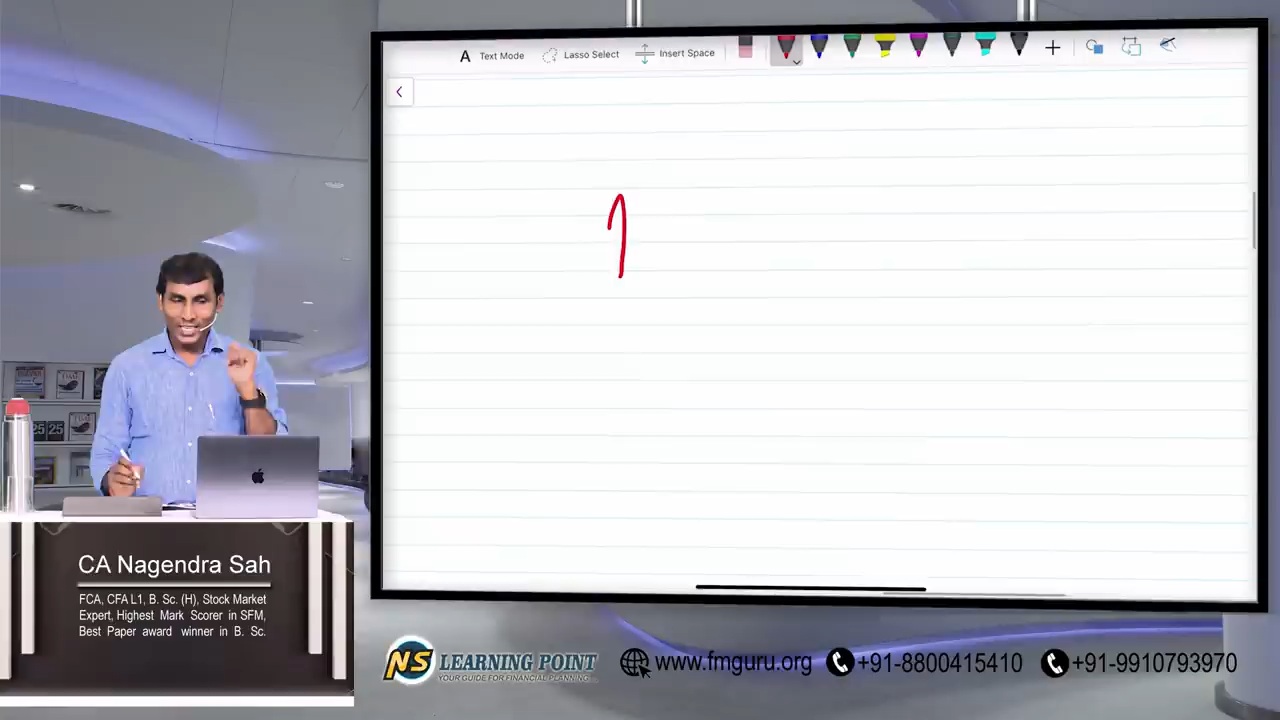 Text Mode
Lasso Select
Insert Space
1
25 25
CA Nagendra Sah
FCA, CFA L1, B. Sc. (H), Stock Market
Expert, Highest Mark Scorer in SFM,
Best Paper award winner in B. Sc.
NS LEARNING POINT
YOUR GUIDE FOR FINANCIAL PLANNING...
www.fmguru.org
+91-8800415410
+91-9910793970